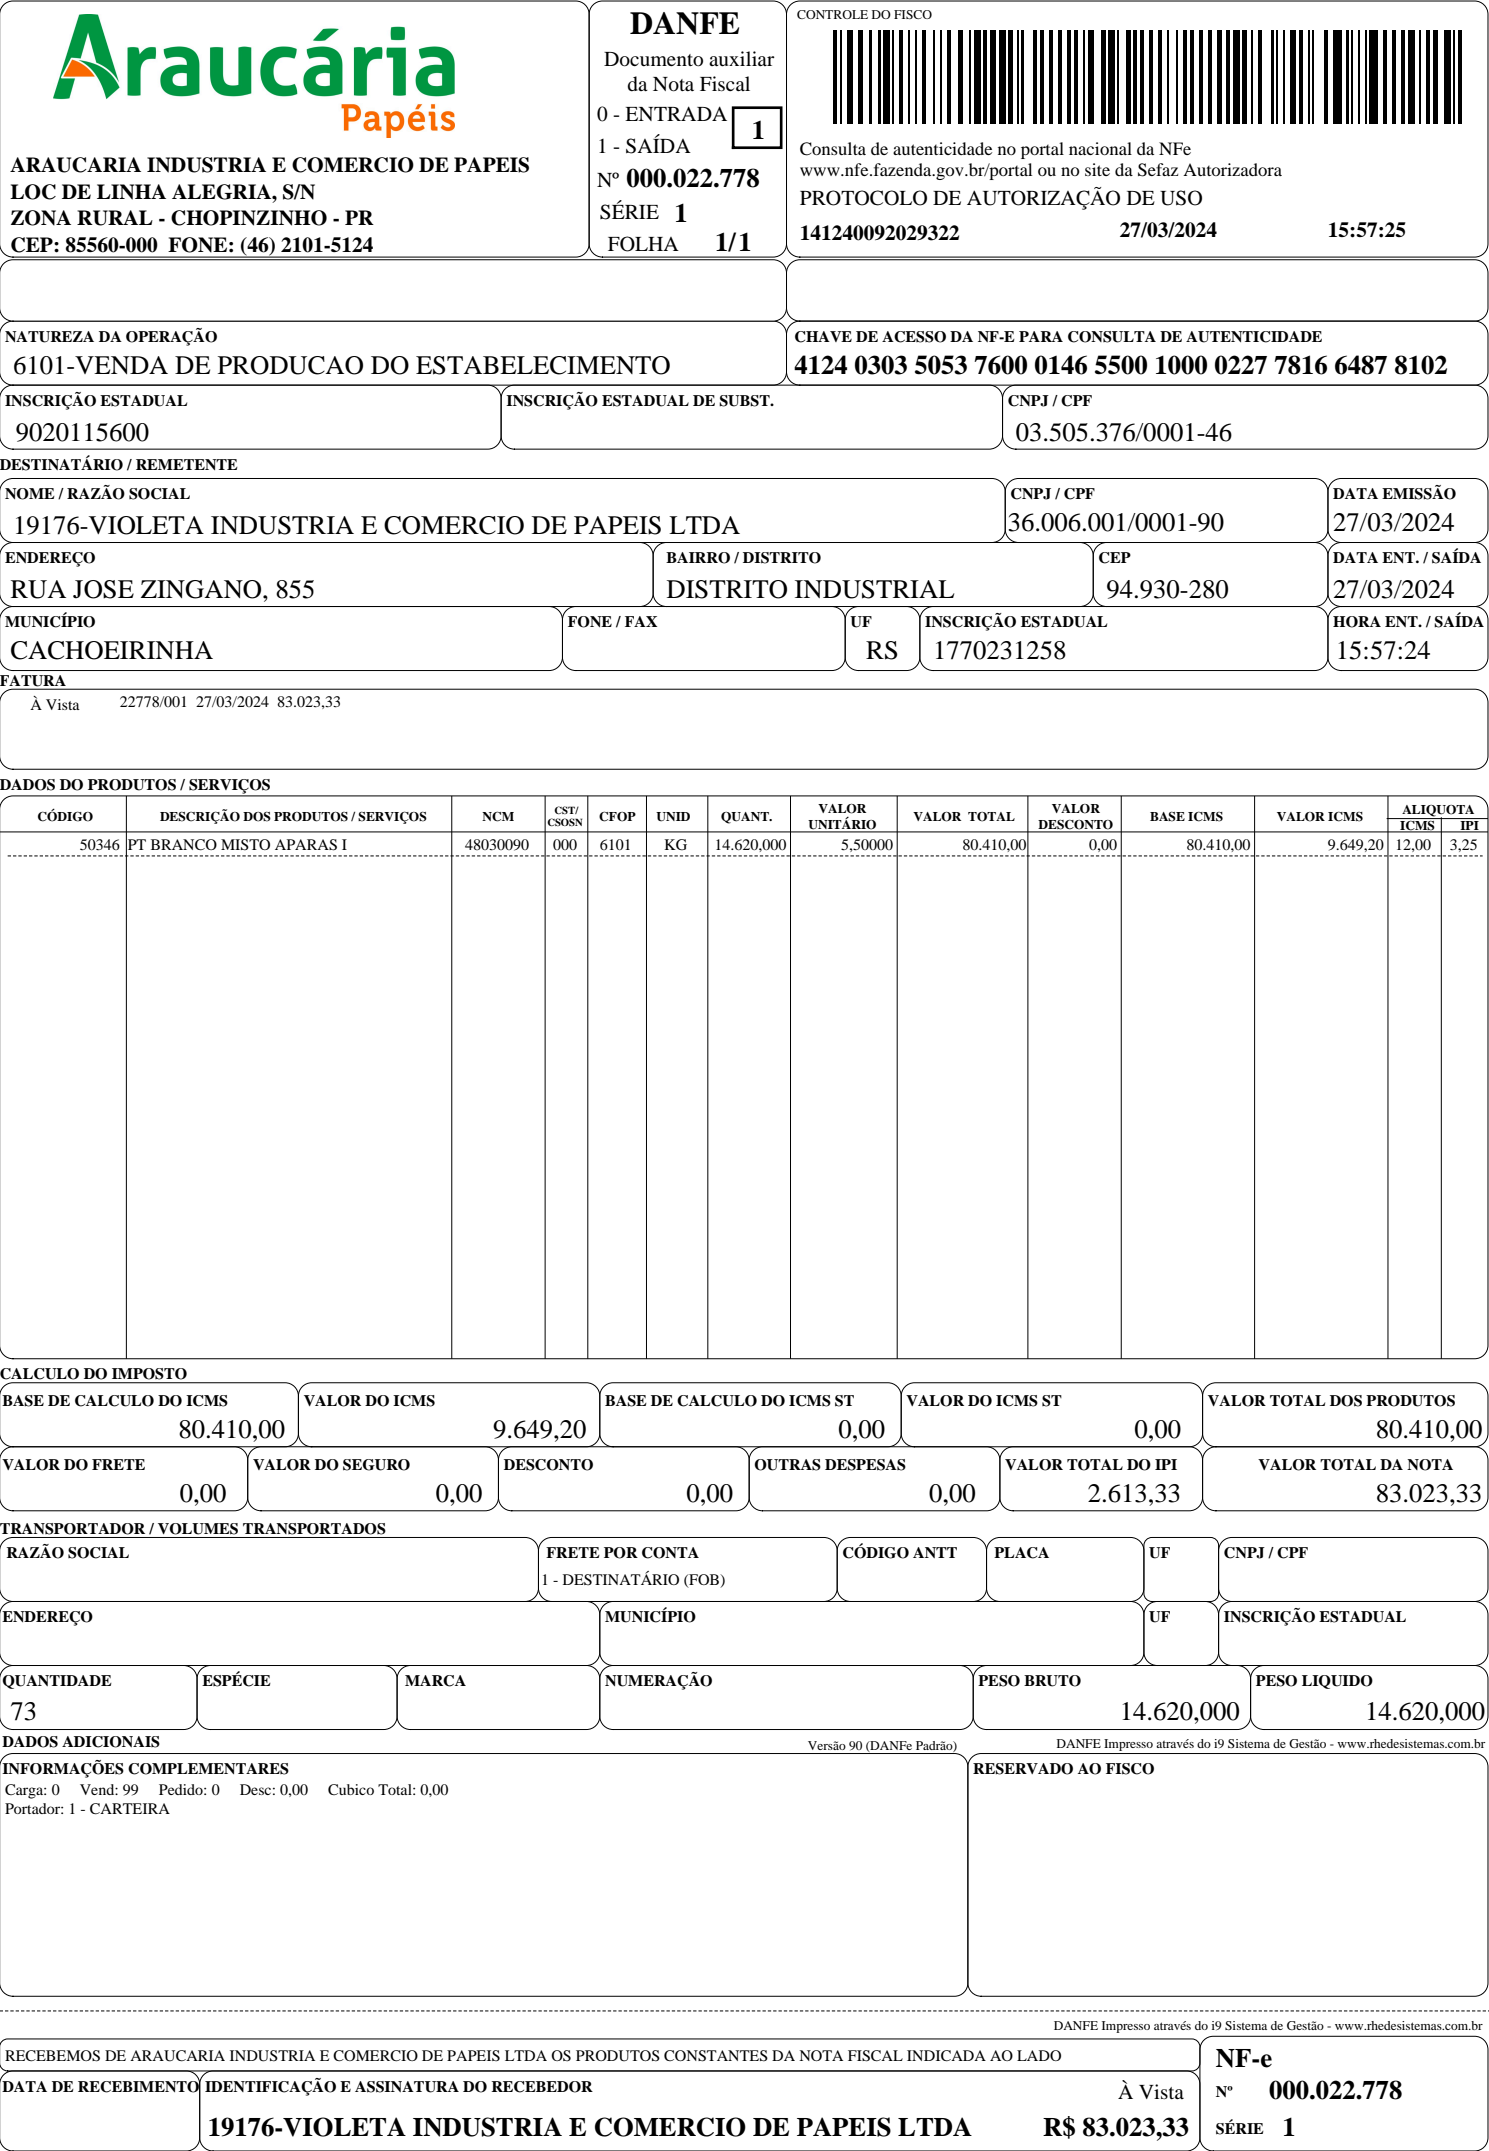 Araucária
Papéis
ARAUCARIA INDUSTRIA E COMERCIO DE PAPEIS
LOC DE LINHA ALEGRIA, S/N
ZONA RURAL - CHOPINZINHO - PR
CEP: 85560-000 FONE: (46) 2101-5124
DANFE
Documento auxiliar
da Nota Fiscal
0 - ENTRADA
1 - SAÍDA
1
Nº 000.022.778
SÉRIE 1
FOLHA 1/1
CONTROLE DO FISCO
Consulta de autenticidade no portal nacional da NFe
www.nfe.fazenda.gov.br/portal ou no site da Sefaz Autorizadora
PROTOCOLO DE AUTORIZAÇÃO DE USO
141240092029322 27/03/2024 15:57:25
NATUREZA DA OPERAÇÃO
6101-VENDA DE PRODUCAO DO ESTABELECIMENTO
CHAVE DE ACESSO DA NF-E PARA CONSULTA DE AUTENTICIDADE
4124 0303 5053 7600 0146 5500 1000 0227 7816 6487 8102
INSCRIÇÃO ESTADUAL
9020115600
INSCRIÇÃO ESTADUAL DE SUBST.
CNPJ / CPF
03.505.376/0001-46
DESTINATÁRIO / REMETENTE
NOME / RAZÃO SOCIAL
19176-VIOLETA INDUSTRIA E COMERCIO DE PAPEIS LTDA
CNPJ / CPF
36.006.001/0001-90
DATA EMISSÃO
27/03/2024
ENDEREÇO
RUA JOSE ZINGANO, 855
BAIRRO / DISTRITO
DISTRITO INDUSTRIAL
CEP
94.930-280
DATA ENT. / SAÍDA
27/03/2024
MUNICÍPIO
CACHOEIRINHA
FONE / FAX
UF
RS
INSCRIÇÃO ESTADUAL
1770231258
HORA ENT. / SAÍDA
15:57:24
FATURA
À Vista 22778/001 27/03/2024 83.023,33
DADOS DO PRODUTOS / SERVIÇOS
CÓDIGO DESCRIÇÃO DOS PRODUTOS / SERVIÇOS NCM CST/ CSOSN CFOP UNID QUANT. VALOR UNITÁRIO VALOR TOTAL VALOR DESCONTO BASE ICMS VALOR ICMS ALIQUOTA ICMS IPI
50346 PT BRANCO MISTO APARAS I 48030090 000 6101 KG 14.620,000 5,50000 80.410,00 0,00 80.410,00 9.649,20 12,00 3,25
CALCULO DO IMPOSTO
BASE DE CALCULO DO ICMS
80.410,00
VALOR DO ICMS
9.649,20
BASE DE CALCULO DO ICMS ST
0,00
VALOR DO ICMS ST
0,00
VALOR TOTAL DOS PRODUTOS
80.410,00
VALOR DO FRETE
0,00
VALOR DO SEGURO
0,00
DESCONTO
0,00
OUTRAS DESPESAS
0,00
VALOR TOTAL DO IPI
2.613,33
VALOR TOTAL DA NOTA
83.023,33
TRANSPORTADOR / VOLUMES TRANSPORTADOS
RAZÃO SOCIAL
FRETE POR CONTA
1 - DESTINATÁRIO (FOB)
CÓDIGO ANTT
PLACA
UF
CNPJ / CPF
ENDEREÇO
MUNICÍPIO
UF
INSCRIÇÃO ESTADUAL
QUANTIDADE
73
ESPÉCIE
MARCA
NUMERAÇÃO
PESO BRUTO
14.620,000
PESO LIQUIDO
14.620,000
DADOS ADICIONAIS
Versão 90 (DANFe Padrão)
DANFE Impresso através do i9 Sistema de Gestão - www.rhedesistemas.com.br
INFORMAÇÕES COMPLEMENTARES
Carga: 0 Vend: 99 Pedido: 0 Desc: 0,00 Cubico Total: 0,00
Portador: 1 - CARTEIRA
RESERVADO AO FISCO
DANFE Impresso através do i9 Sistema de Gestão - www.rhedesistemas.com.br
RECEBEMOS DE ARAUCARIA INDUSTRIA E COMERCIO DE PAPEIS LTDA OS PRODUTOS CONSTANTES DA NOTA FISCAL INDICADA AO LADO
DATA DE RECEBIMENTO
IDENTIFICAÇÃO E ASSINATURA DO RECEBEDOR
À Vista
19176-VIOLETA INDUSTRIA E COMERCIO DE PAPEIS LTDA R$ 83.023,33
NF-e
Nº 000.022.778
SÉRIE 1